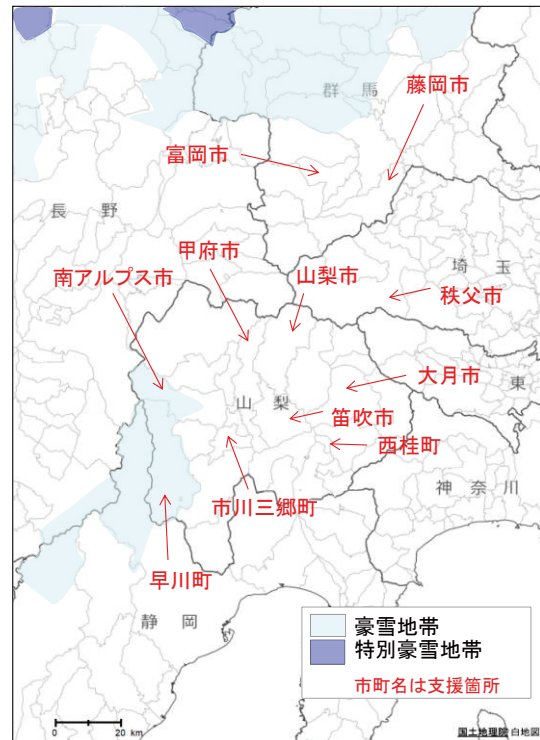 群 馬
藤岡市
富岡市
長 野
甲府市
山梨市
南アルプス市
埼 玉
秩父市
大月市
東
山 梨
笛吹市
西桂町
神 奈 川
市川三郷町
早川町
静 岡
豪雪地帯
特別豪雪地帯
市町名は支援箇所
0 20 km
国土地理院 白地図